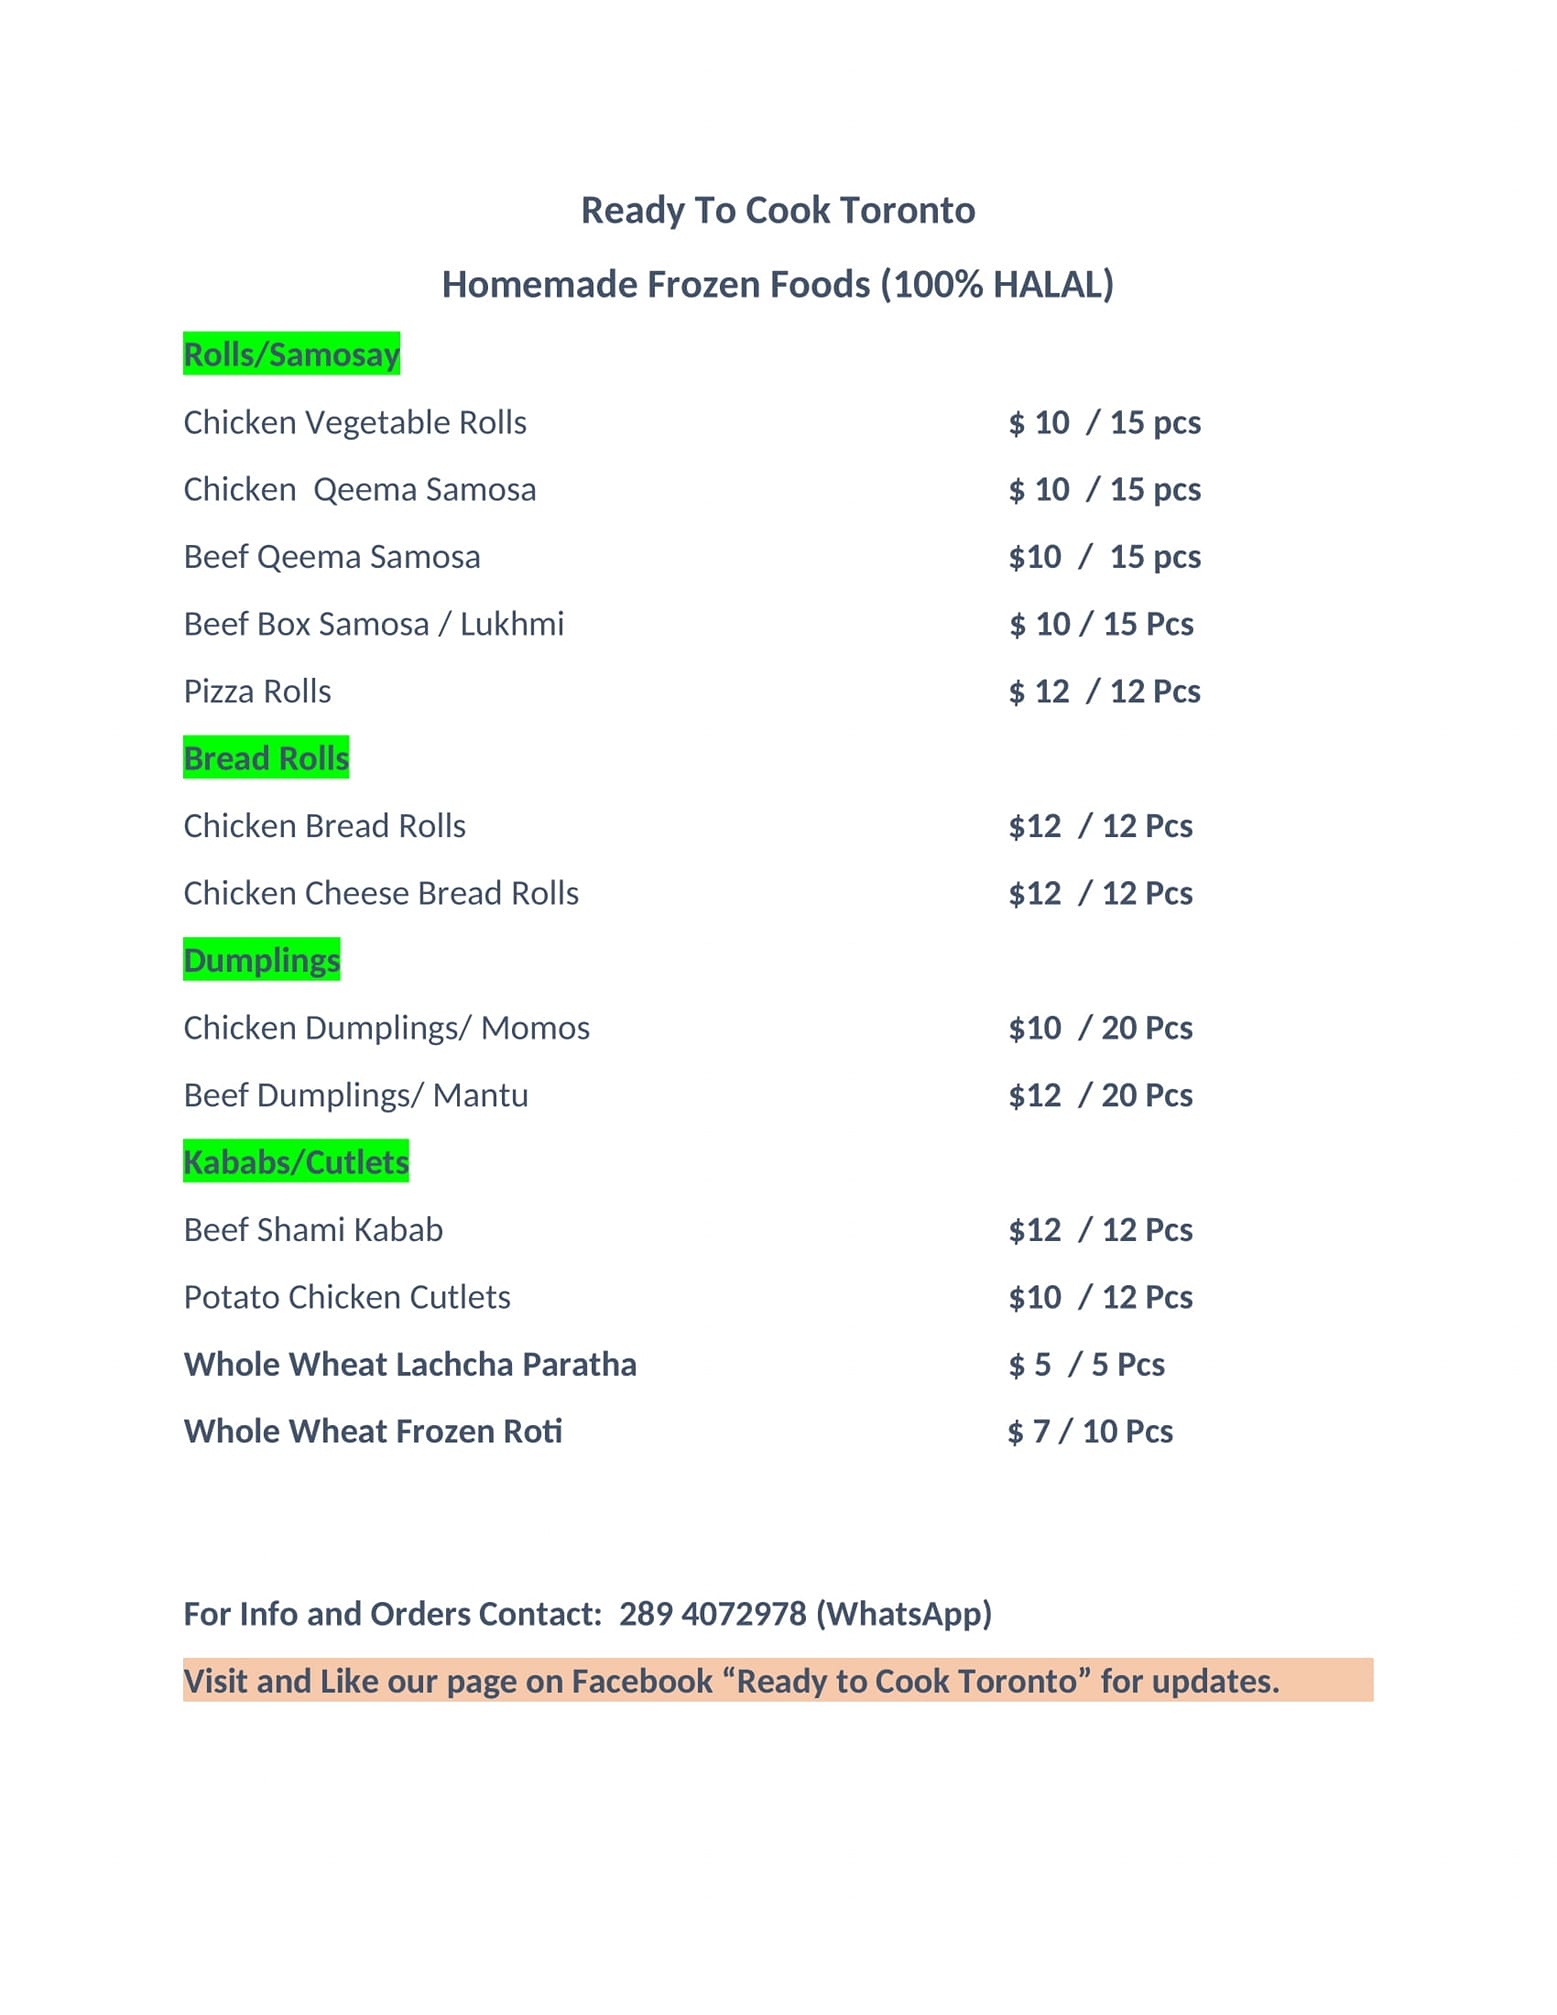 Ready To Cook Toronto
Homemade Frozen Foods (100% HALAL)
Rolls/Samosay
Chicken Vegetable Rolls $ 10 / 15 pcs
Chicken Qeema Samosa $ 10 / 15 pcs
Beef Qeema Samosa $10 / 15 pcs
Beef Box Samosa / Lukhmi $ 10 / 15 Pcs
Pizza Rolls $ 12 / 12 Pcs
Bread Rolls
Chicken Bread Rolls $12 / 12 Pcs
Chicken Cheese Bread Rolls $12 / 12 Pcs
Dumplings
Chicken Dumplings/ Momos $10 / 20 Pcs
Beef Dumplings/ Mantu $12 / 20 Pcs
Kababs/Cutlets
Beef Shami Kabab $12 / 12 Pcs
Potato Chicken Cutlets $10 / 12 Pcs
Whole Wheat Lachcha Paratha $ 5 / 5 Pcs
Whole Wheat Frozen Roti $ 7 / 10 Pcs
For Info and Orders Contact: 289 4072978 (WhatsApp)
Visit and Like our page on Facebook “Ready to Cook Toronto” for updates.